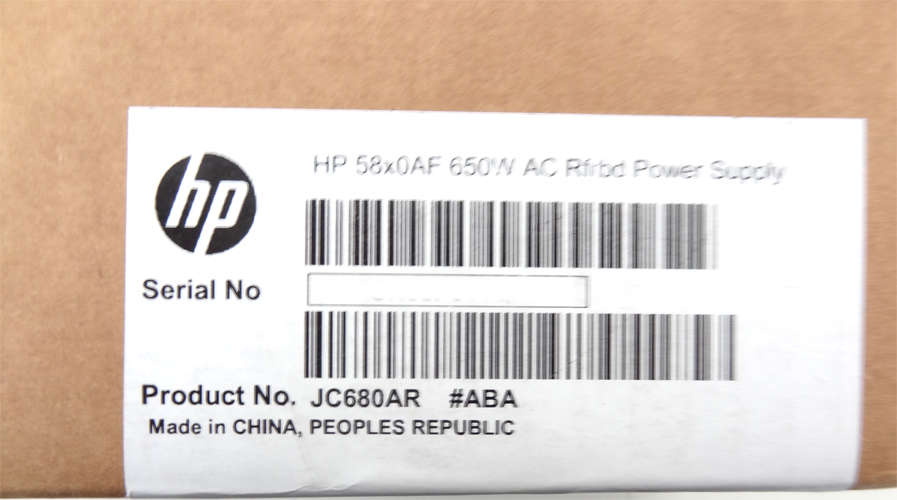 hp
HP 58x0AF 650W AC Rfrbd Power Supply
Serial No
Product No. JC680AR #ABA
Made in CHINA, PEOPLES REPUBLIC